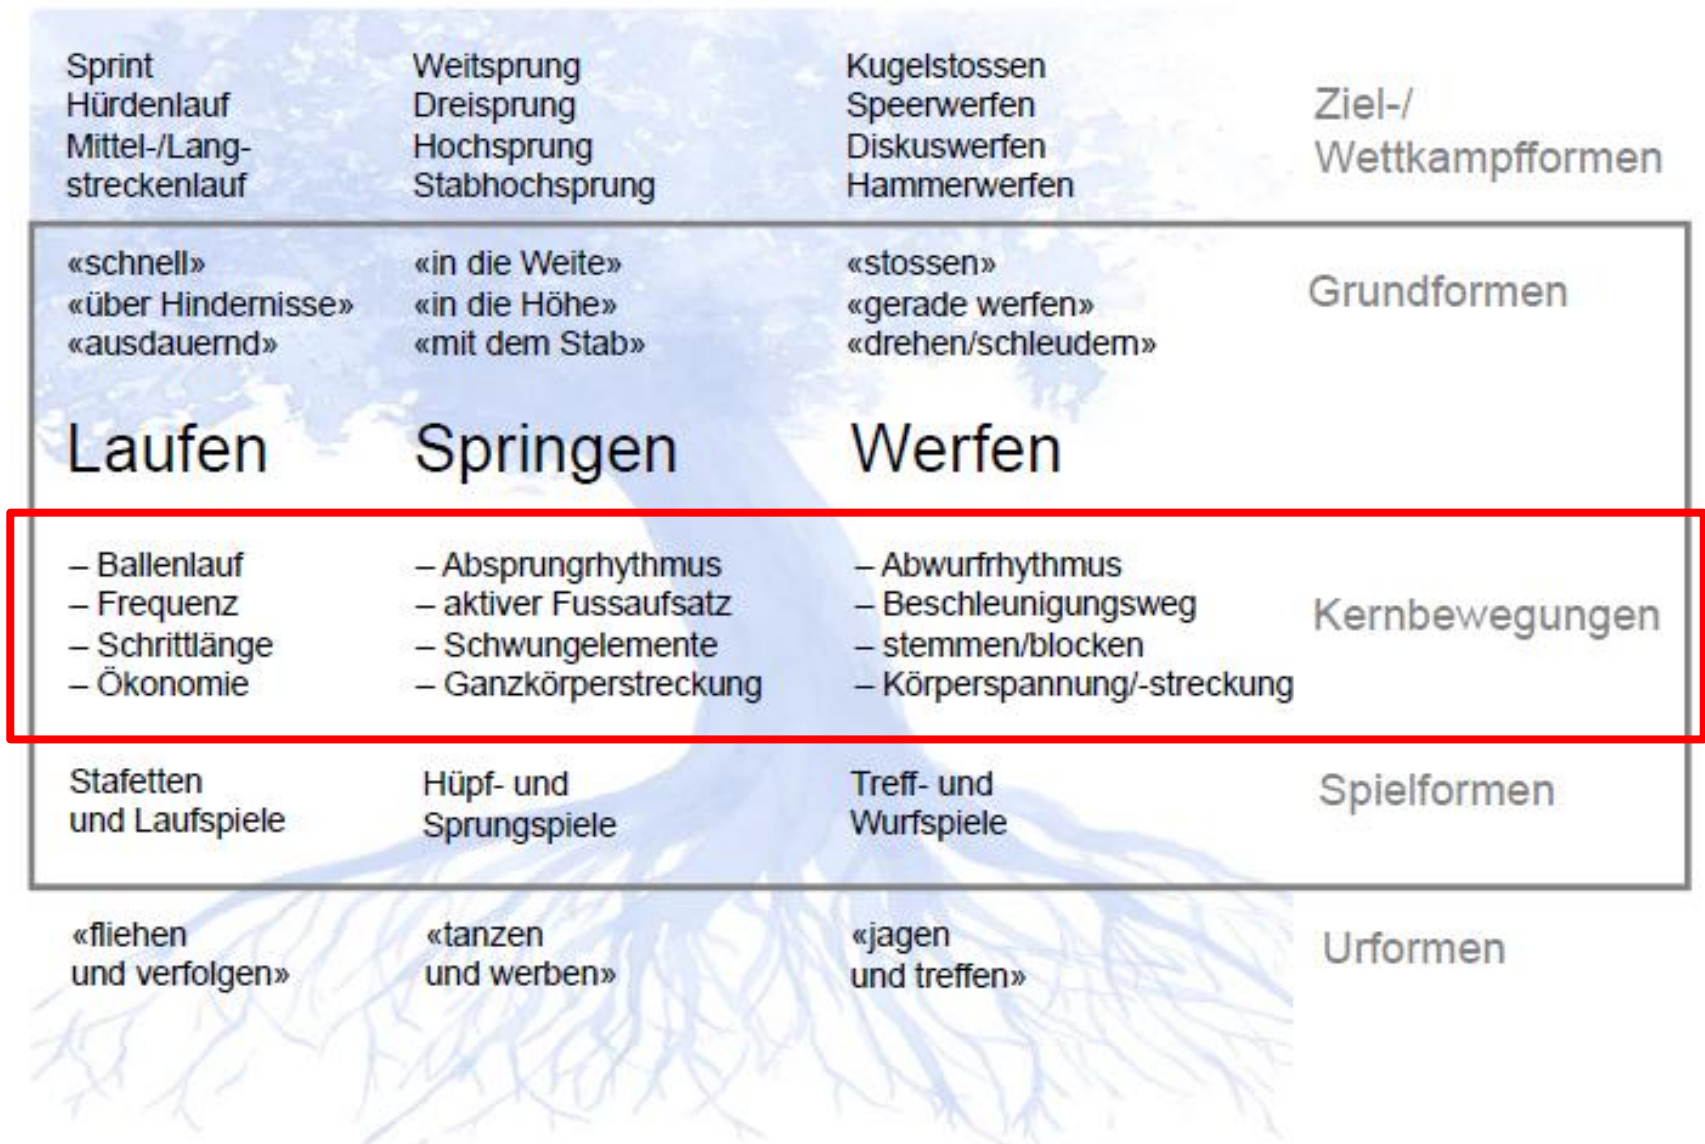 Sprint
Hürdenlauf
Mittel-/Lang-
streckenlauf
Weitsprung
Dreisprung
Hochsprung
Stabhochsprung
Kugelstossen
Speerwerfen
Diskuswerfen
Hammerwerfen
Ziel-/
Wettkampfformen
«schnell»
«über Hindernisse»
«ausdauernd»
«in die Weite»
«in die Höhe»
«mit dem Stab»
«stossen»
«gerade werfen»
«drehen/schleudern»
Grundformen
Laufen
Springen
Werfen
– Ballenlauf
– Frequenz
– Schrittlänge
– Ökonomie
– Absprungrhythmus
– aktiver Fussaufsatz
– Schwungelemente
– Ganzkörperstreckung
– Abwurfrhythmus
– Beschleunigungsweg
– stemmen/blocken
– Körperspannung/-streckung
Kernbewegungen
Stafetten
und Laufspiele
Hüpf- und
Sprungspiele
Treff- und
Wurfspiele
Spielformen
«fliehen
und verfolgen»
«tanzen
und werben»
«jagen
und treffen»
Urformen